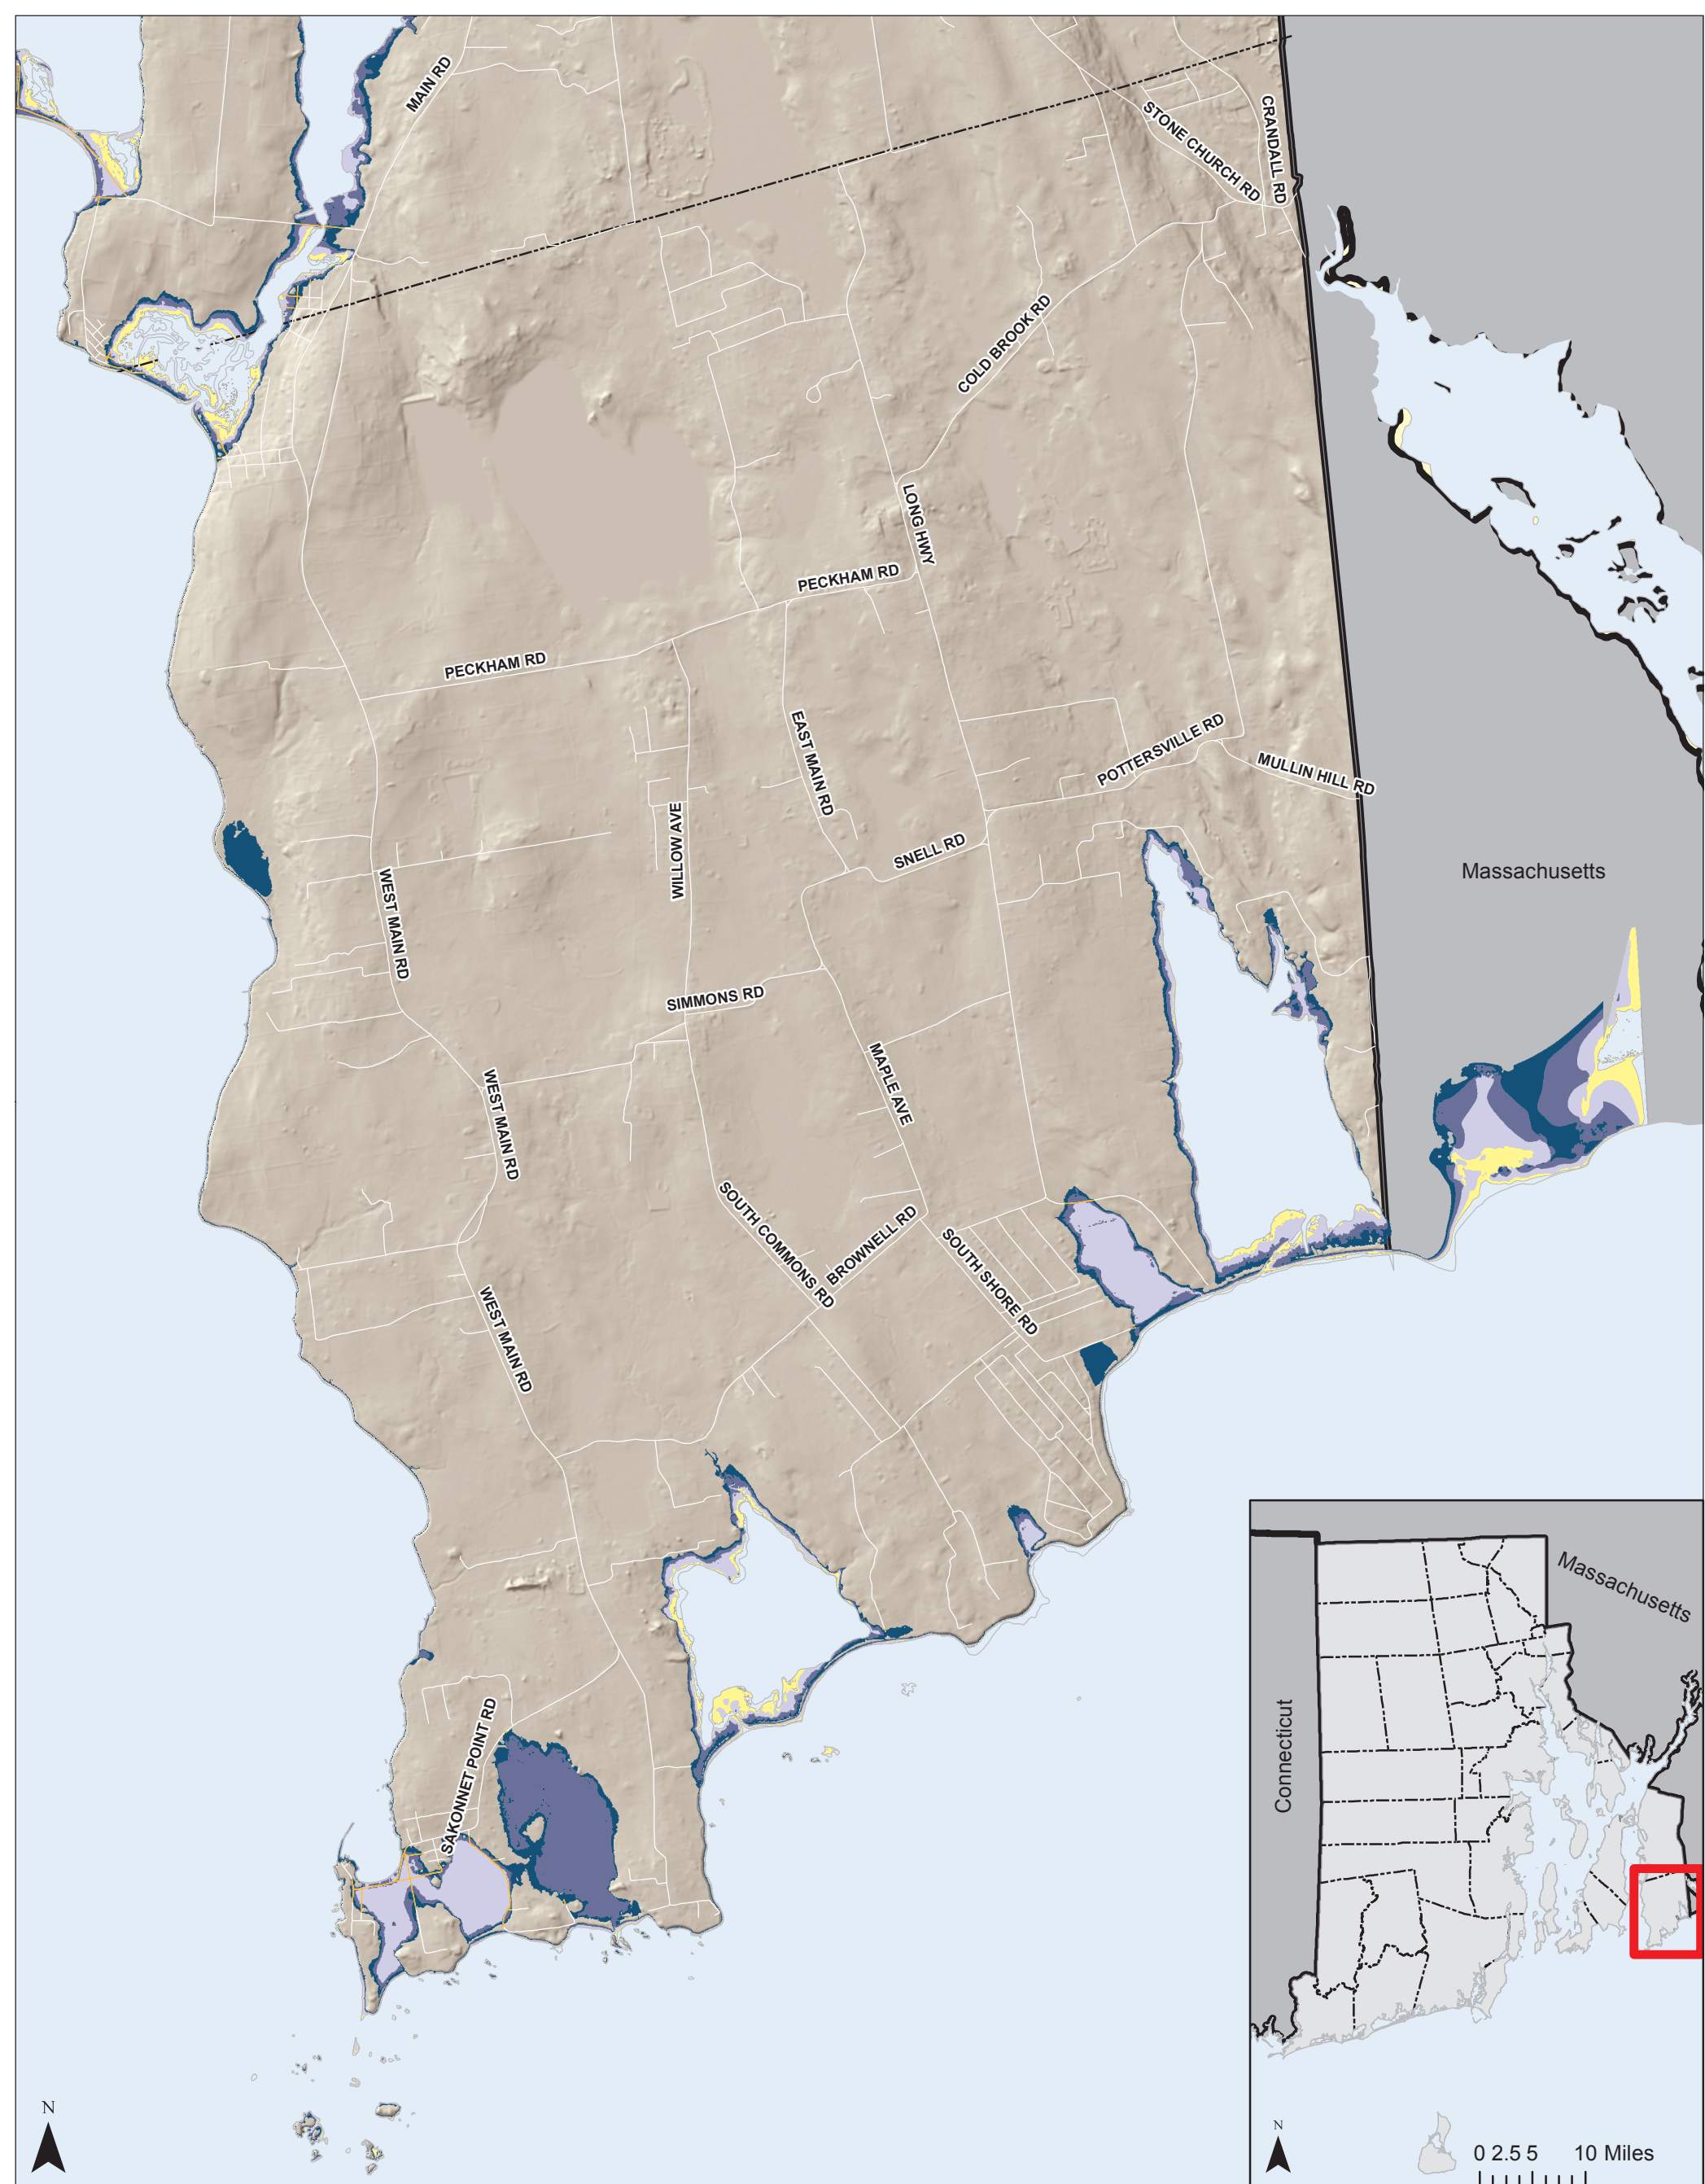 MAIN RD
STONE CHURCH RD
CRANDALL RD
COLD BROOK RD
LONG HWY
PECKHAM RD
PECKHAM RD
EAST MAIN RD
POTTERSVILLE RD
MULLIN HILL RD
WILLOW AVE
SNELL RD
Massachusetts
WEST MAIN RD
SIMMONS RD
MAPLE AVE
WEST MAIN RD
SOUTH COMMONS RD
BROWNELL RD
SOUTH SHORE RD
WEST MAIN RD
SAKONNET POINT RD
Massachusetts
Connecticut
N
N
0 2.5 5 10 Miles